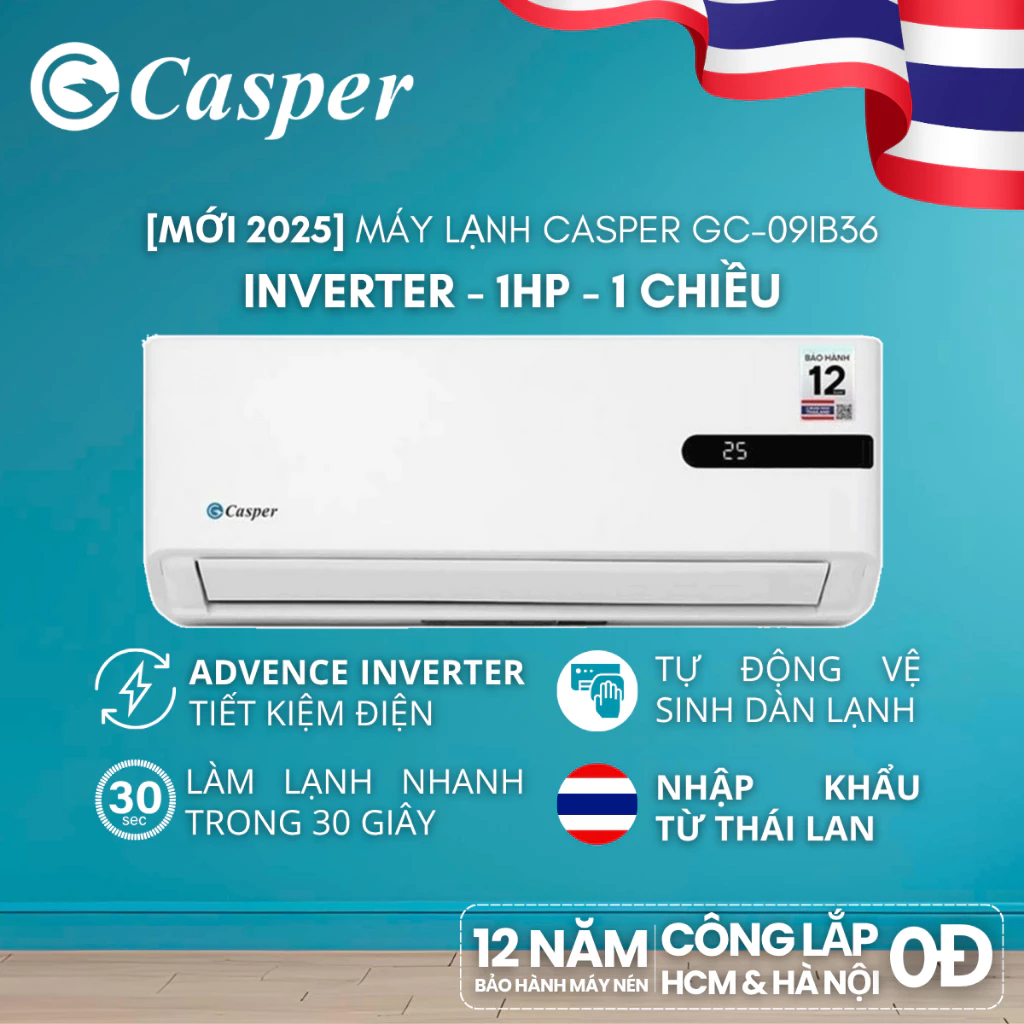 Casper
[MỚI 2025] MÁY LẠNH CASPER GC-09IB36
INVERTER - 1HP - 1 CHIỀU
BẢO HÀNH
12
THAILAND
25
Casper
ADVENCE INVERTER
TIẾT KIỆM ĐIỆN
TỰ ĐỘNG VỆ
SINH DÀN LẠNH
30
sec
LÀM LẠNH NHANH
TRONG 30 GIÂY
NHẬP KHẨU
TỪ THÁI LAN
12 NĂM
BẢO HÀNH MÁY NÉN
CÔNG LẮP
HCM & HÀ NỘI
0Đ